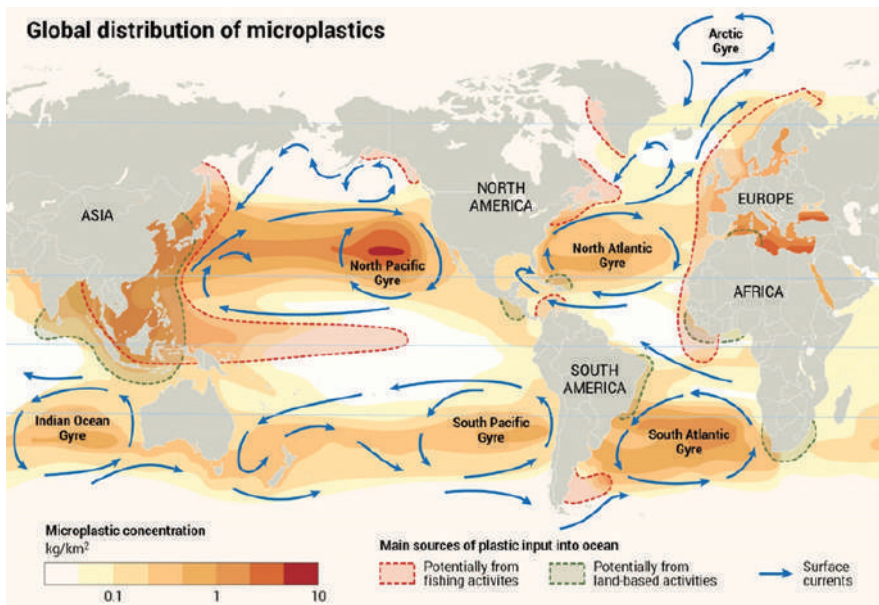 Global distribution of microplastics
Arctic
Gyre
NORTH
AMERICA
EUROPE
ASIA
North Pacific
Gyre
North Atlantic
Gyre
AFRICA
SOUTH
AMERICA
Indian Ocean
Gyre
South Pacific
Gyre
South Atlantic
Gyre
Microplastic concentration
kg/km²
0.1 1 10
Main sources of plastic input into ocean
Potentially from
fishing activites
Potentially from
land-based activities
Surface
currents